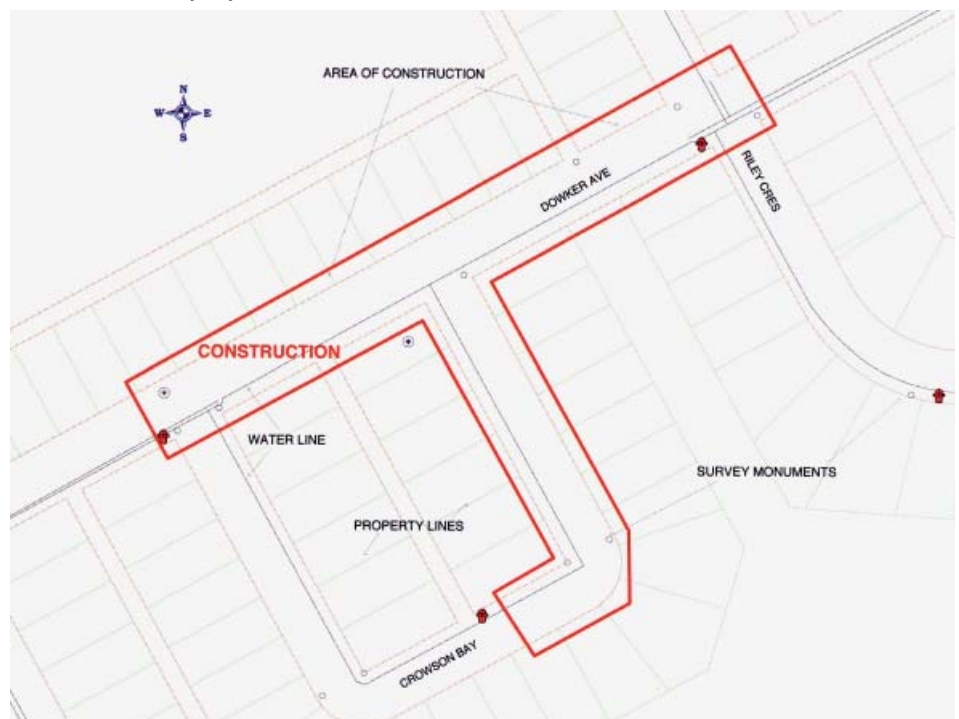 AREA OF CONSTRUCTION
N
W E
S
DOWKER AVE
RILEY CRES
CONSTRUCTION
WATER LINE
SURVEY MONUMENTS
PROPERTY LINES
CROWSON BAY